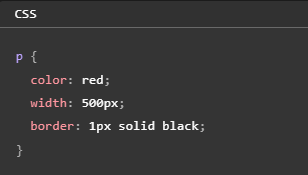 CSS
p {
  color: red;
  width: 500px;
  border: 1px solid black;
}